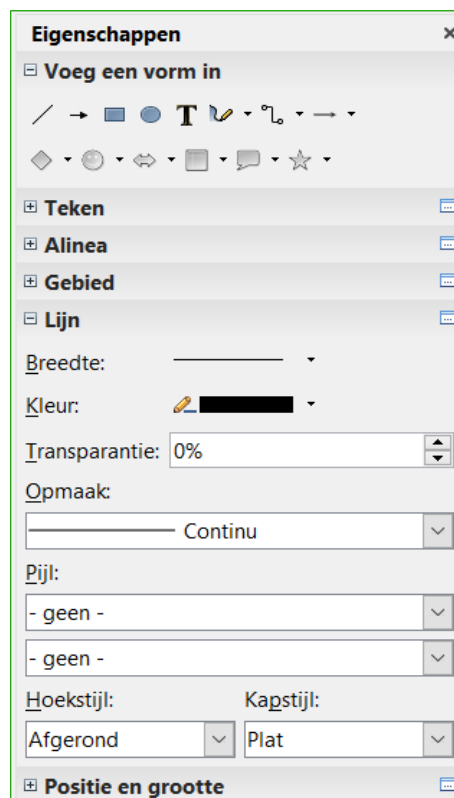 Eigenschappen
Voeg een vorm in
T
Teken
Alinea
Gebied
Lijn
Breedte:
Kleur:
Transparantie: 0%
Opmaak:
Continu
Pijl:
- geen -
- geen -
Hoekstijl: Kapstijl:
Afgerond Plat
Positie en grootte